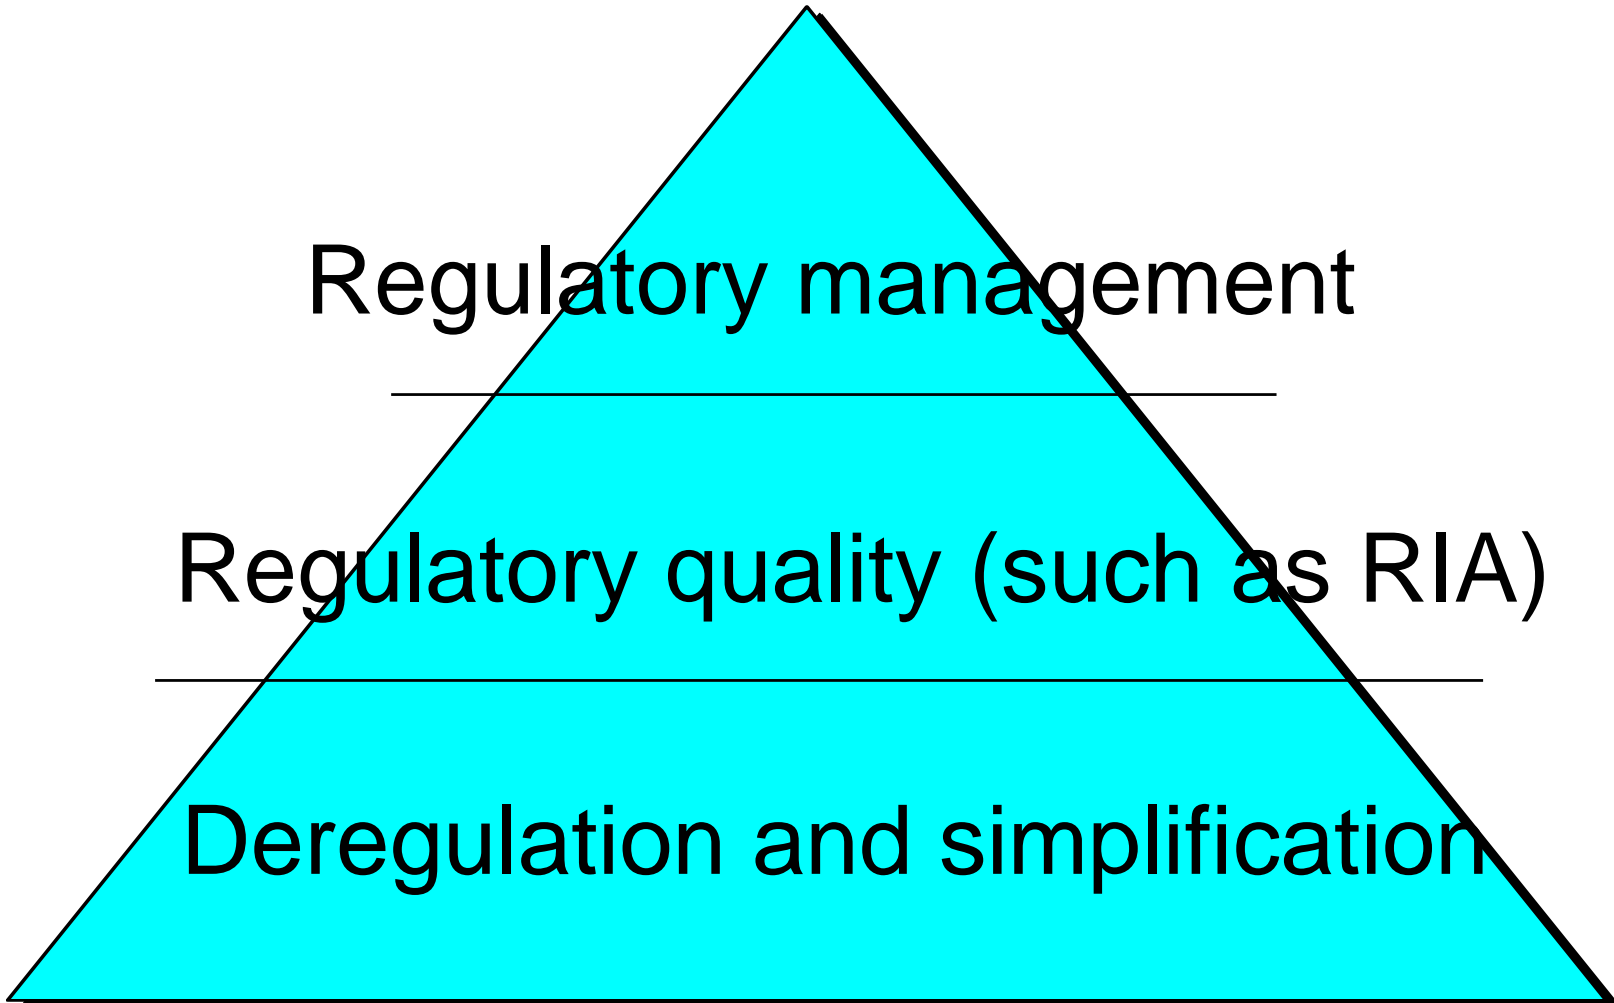 Regulatory management
Regulatory quality (such as RIA)
Deregulation and simplification